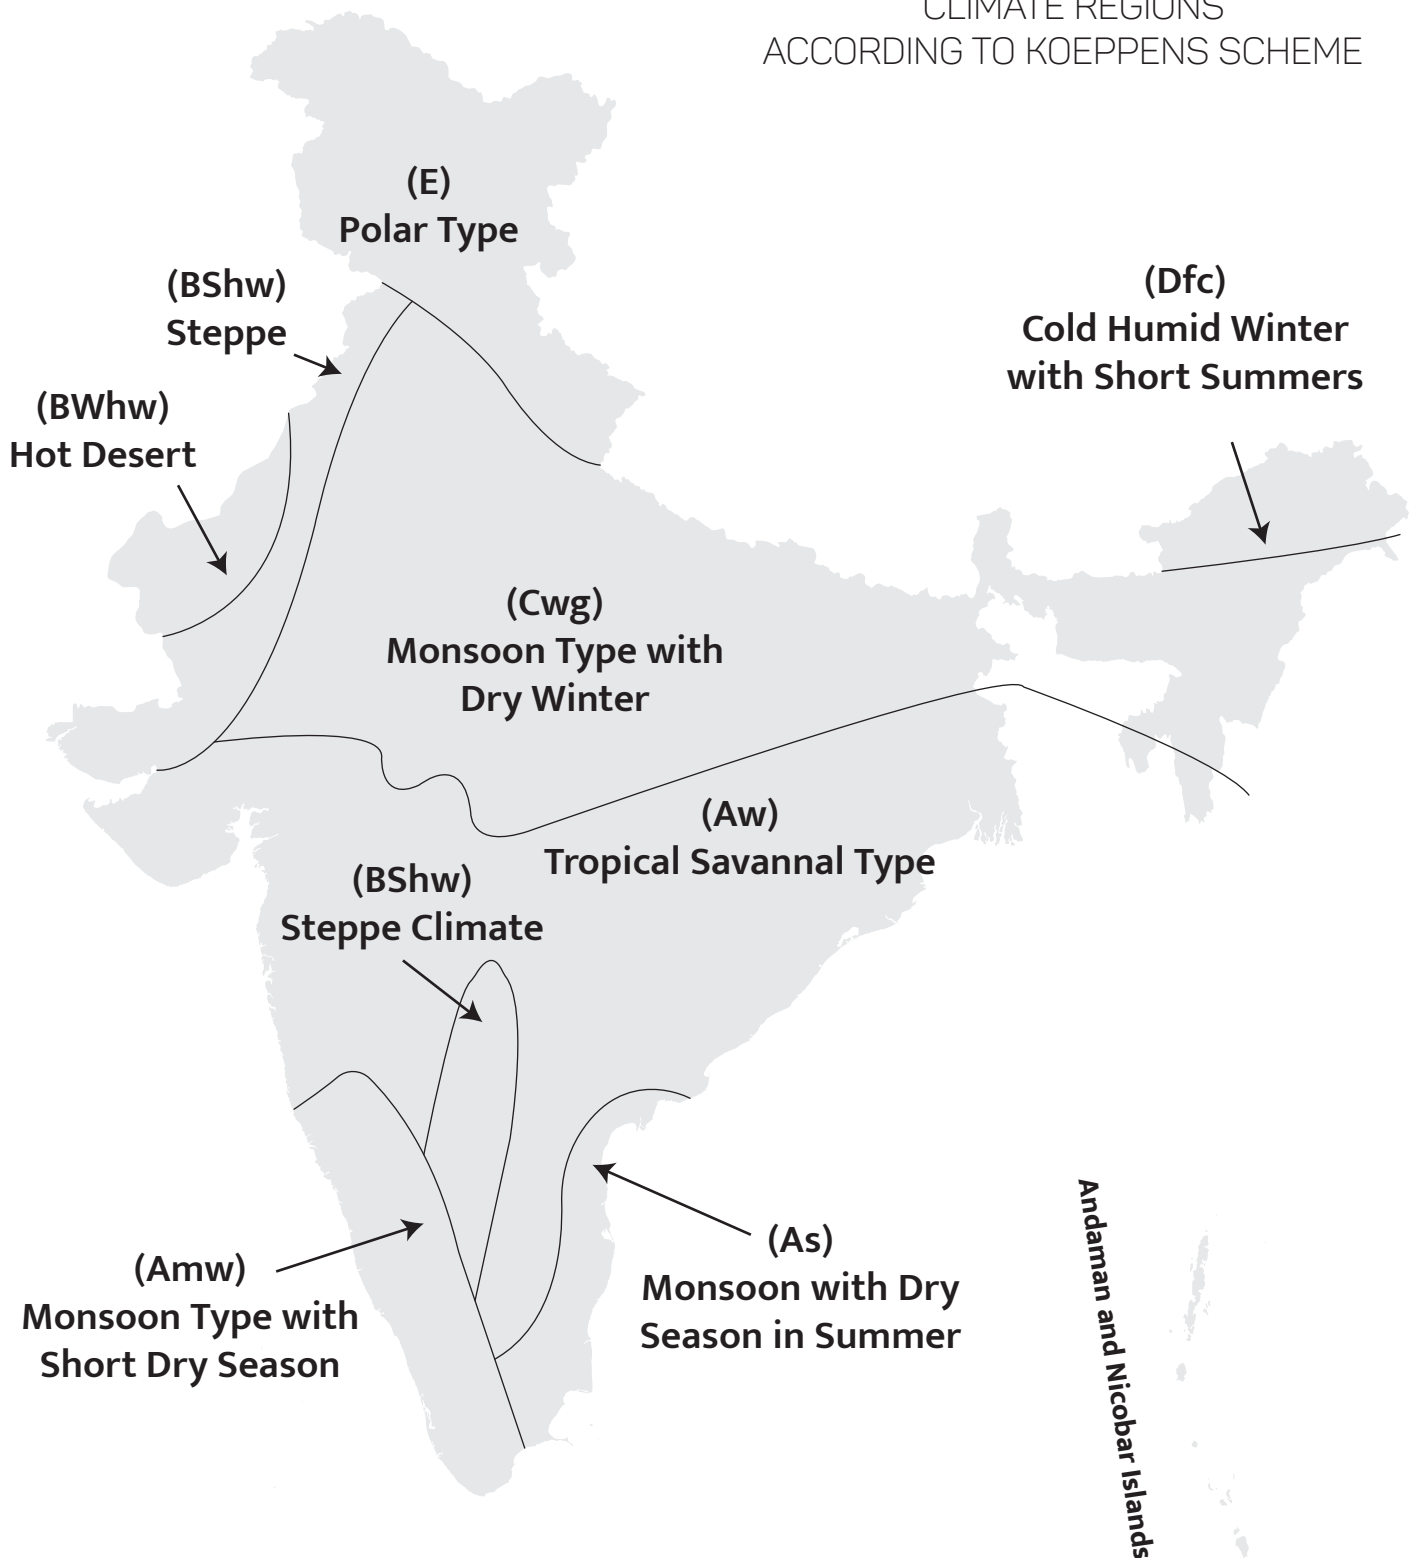 CLIMATE REGIONS
ACCORDING TO KOEPPENS SCHEME
(E)
Polar Type
(BShw)
Steppe
(Dfc)
Cold Humid Winter
with Short Summers
(BWhw)
Hot Desert
(Cwg)
Monsoon Type with
Dry Winter
(Aw)
Tropical Savannal Type
(BShw)
Steppe Climate
(Amw)
Monsoon Type with
Short Dry Season
(As)
Monsoon with Dry
Season in Summer
Andaman and Nicobar Islands